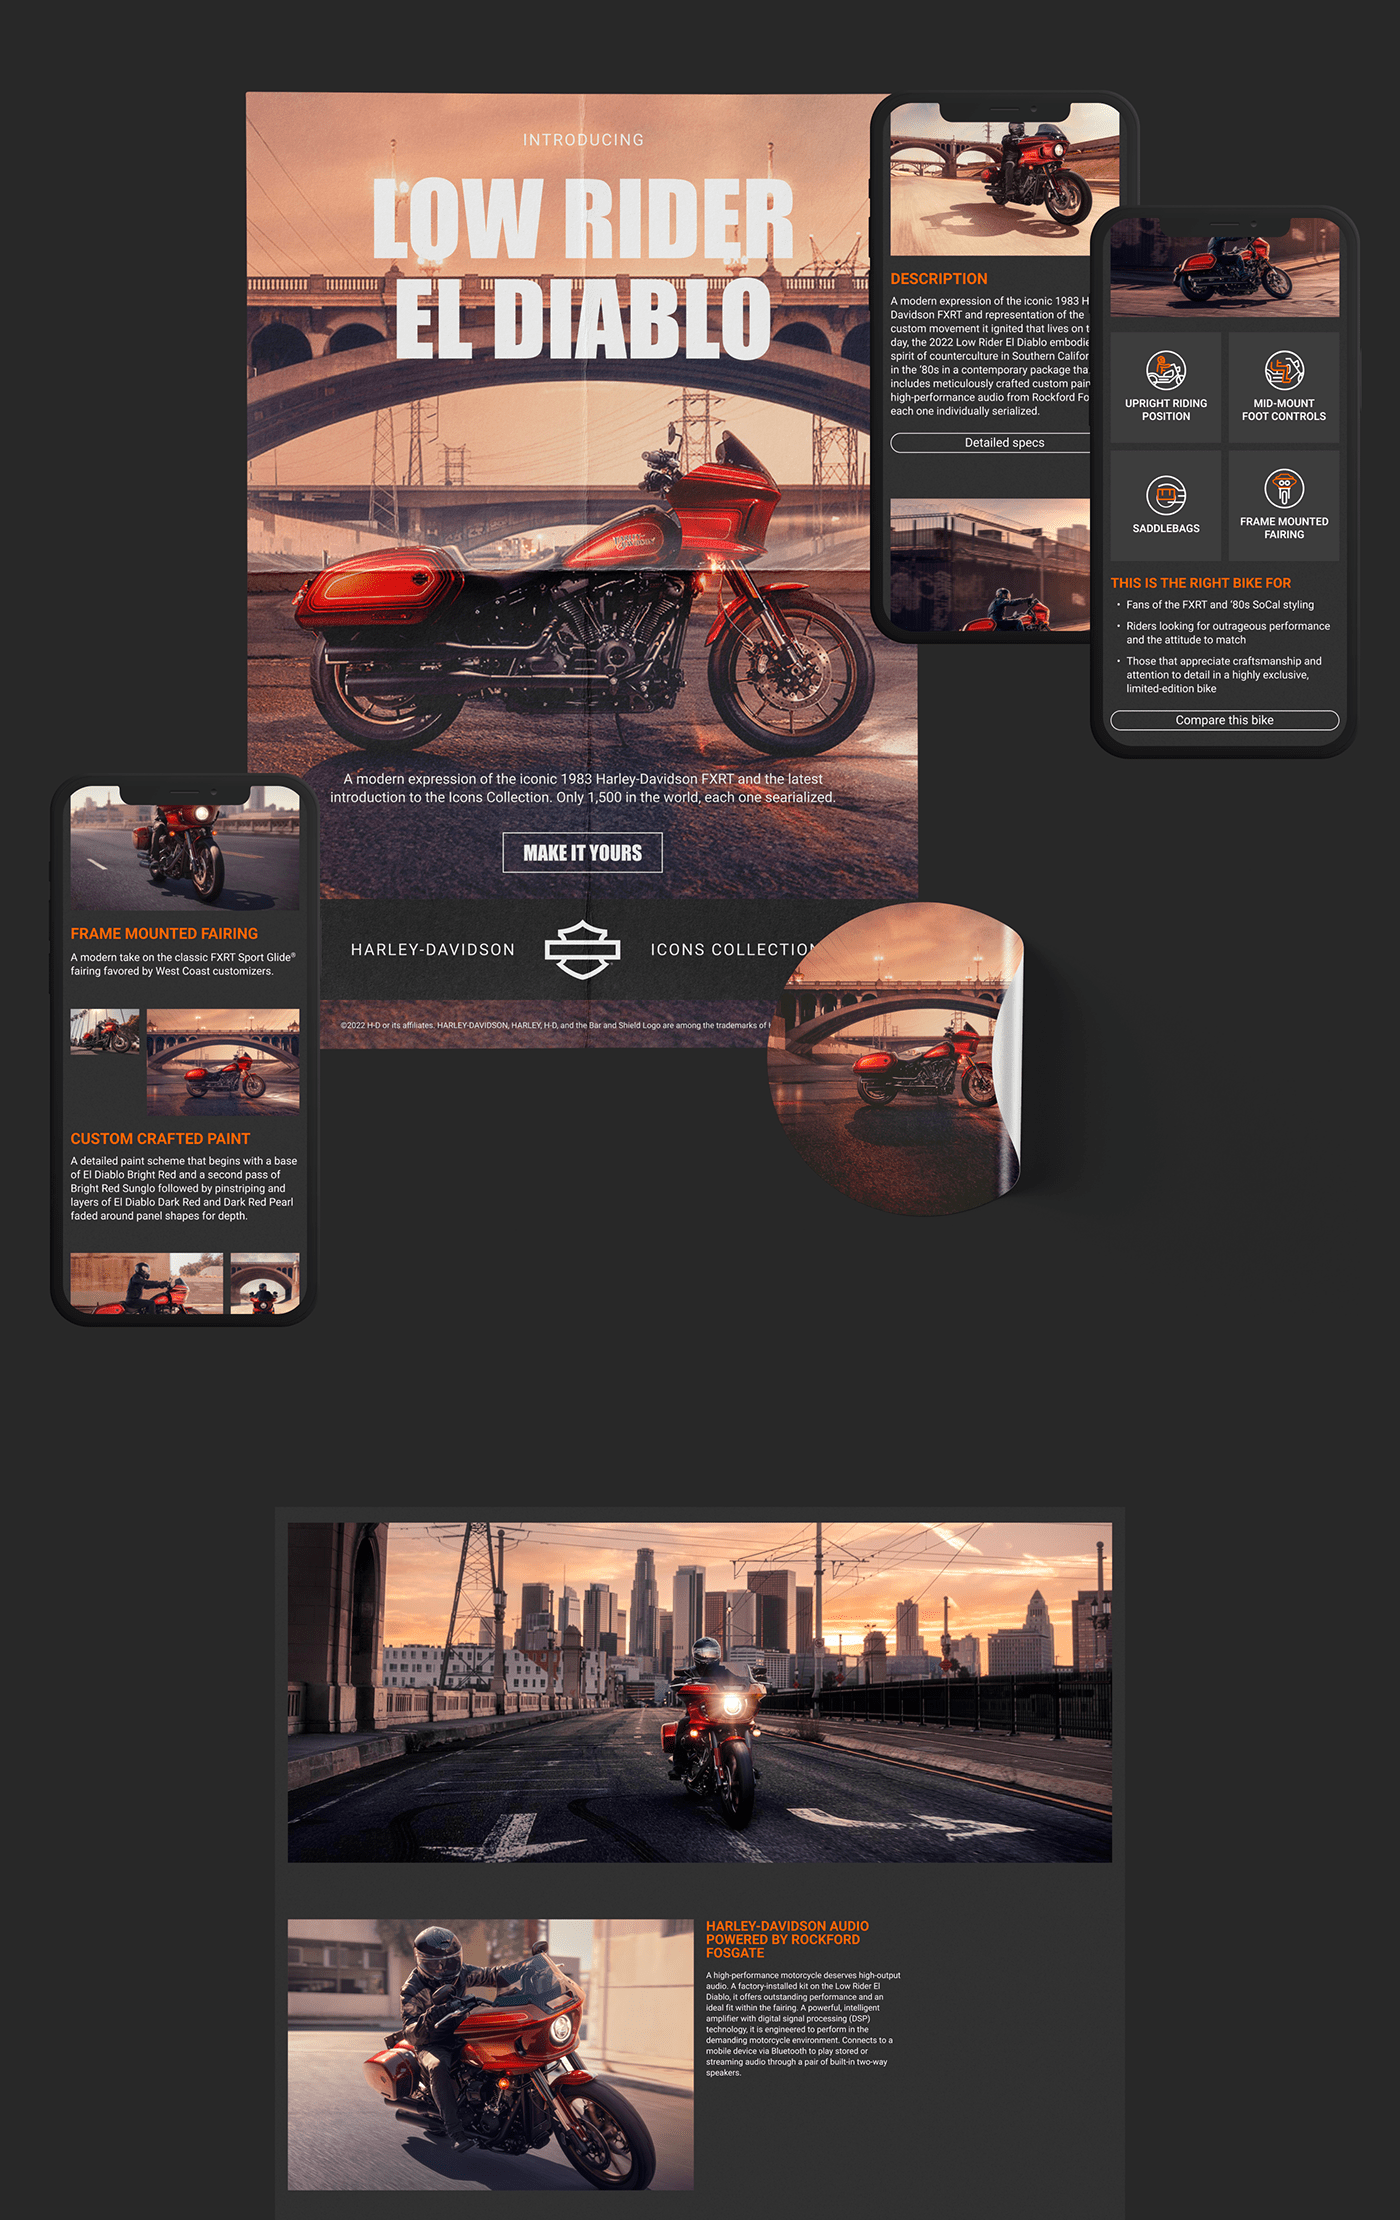 INTRODUCING
LOW RIDER
EL DIABLO
A modern expression of the iconic 1983 Harley-Davidson FXRT and the latest
introduction to the Icons Collection. Only 1,500 in the world, each one searialized.
MAKE IT YOURS
HARLEY-DAVIDSON
ICONS COLLECTION
©2022 H-D or its affiliates. HARLEY-DAVIDSON, HARLEY, H-D, and the Bar and Shield Logo are among the trademarks of
DESCRIPTION
A modern expression of the iconic 1983 H
Davidson FXRT and representation of the
custom movement it ignited that lives on t
day, the 2022 Low Rider El Diablo embodie
spirit of counterculture in Southern Califor
in the '80s in a contemporary package tha
includes meticulously crafted custom pain
high-performance audio from Rockford Fo
each one individually serialized.
Detailed specs
UPRIGHT RIDING
POSITION
MID-MOUNT
FOOT CONTROLS
SADDLEBAGS
FRAME MOUNTED
FAIRING
THIS IS THE RIGHT BIKE FOR
• Fans of the FXRT and '80s SoCal styling
• Riders looking for outrageous performance
and the attitude to match
• Those that appreciate craftsmanship and
attention to detail in a highly exclusive,
limited-edition bike
Compare this bike
FRAME MOUNTED FAIRING
A modern take on the classic FXRT Sport Glide®
fairing favored by West Coast customizers.
CUSTOM CRAFTED PAINT
A detailed paint scheme that begins with a base
of El Diablo Bright Red and a second pass of
Bright Red Sunglo followed by pinstriping and
layers of El Diablo Dark Red and Dark Red Pearl
faded around panel shapes for depth.
HARLEY-DAVIDSON AUDIO
POWERED BY ROCKFORD
FOSGATE
A high-performance motorcycle deserves high-output
audio. A factory-installed kit on the Low Rider El
Diablo, it offers outstanding performance and an
ideal fit within the fairing. A powerful, intelligent
amplifier with digital signal processing (DSP)
technology, it is engineered to perform in the
demanding motorcycle environment. Connects to a
mobile device via Bluetooth to play stored or
streaming audio through a pair of built-in two-way
speakers.